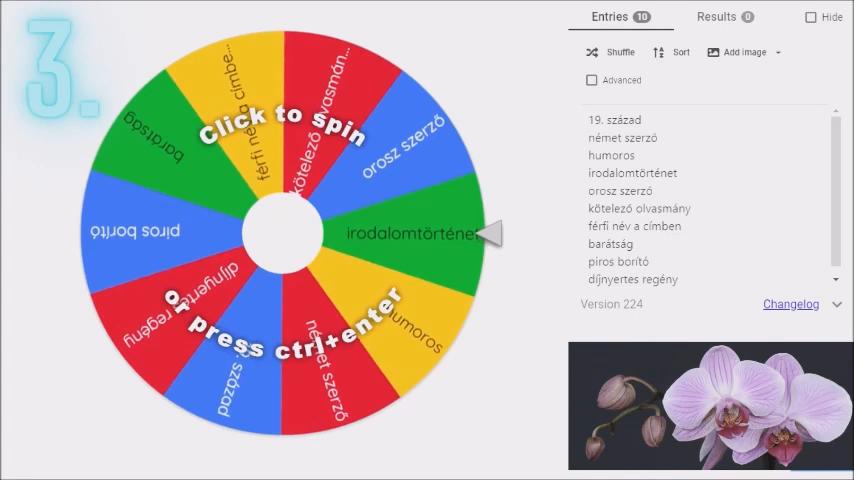 3.
Entries 10
Results 0
Hide
Shuffle
Sort
Add image
Advanced
19. század
német szerző
humoros
irodalomtörténet
orosz szerző
kötelező olvasmány
férfi név a címben
barátság
piros borító
díjnyertes regény
Version 224
Changelog
Click to spin
or press ctrl+enter
férfi név a címbe...
kötelező olvasmán...
orosz szerző
irodalomtörténet
humoros
német szerző
19. század
díjnyertes regény
piros borító
barátság